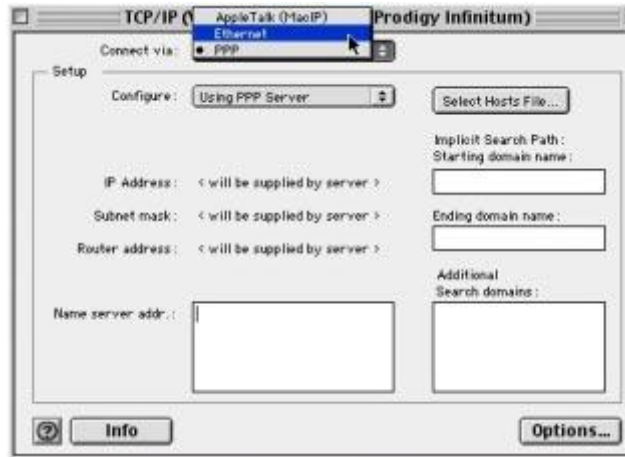 TCP/IP ( Prodigy Infinitum)
AppleTalk (MacIP)
Ethernet
Connect via: • PPP
Setup
Configure: Using PPP Server
Select Hosts File...
Implicit Search Path:
Starting domain name:
IP Address: < will be supplied by server >
Subnet mask: < will be supplied by server >
Ending domain name:
Router address: < will be supplied by server >
Additional
Search domains:
Name server addr.:
? Info
Options...